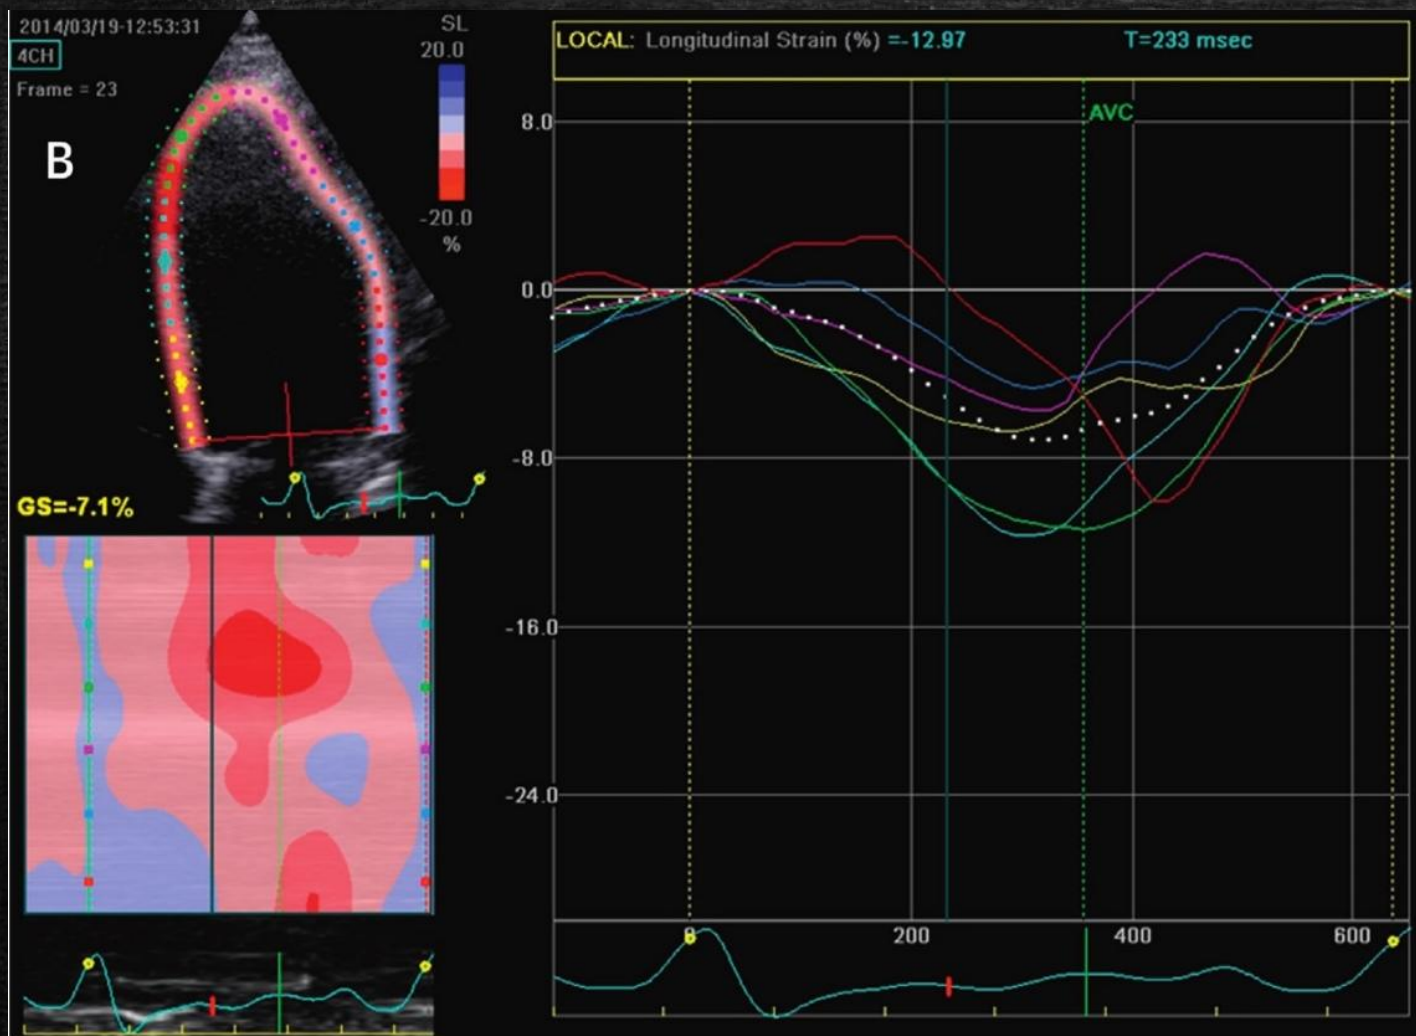 2014/03/19-12:53:31
4CH
Frame = 23
B
SL
20.0
-20.0
%
GS=-7.1%
LOCAL: Longitudinal Strain (%) =-12.97 T=233 msec
AVC
8.0
0.0
-8.0
-16.0
-24.0
0 200 400 600